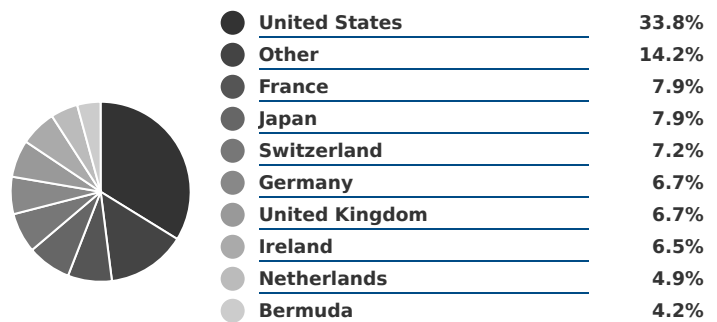 United States 33.8%
Other 14.2%
France 7.9%
Japan 7.9%
Switzerland 7.2%
Germany 6.7%
United Kingdom 6.7%
Ireland 6.5%
Netherlands 4.9%
Bermuda 4.2%